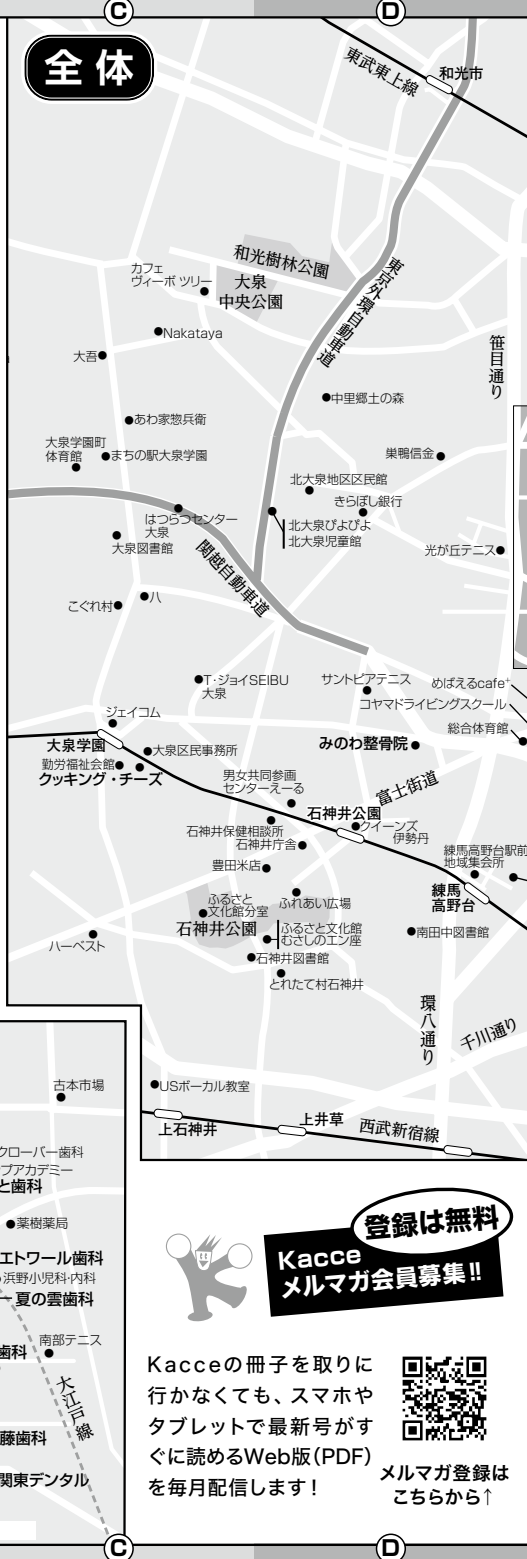 C
D
全体
東武東上線
和光市
和光樹林公園
カフェ
ヴィーボ ツリー
大泉
中央公園
東京外環自動車道
Nakataya
笹目通り
大吾
中里郷土の森
あわ家惣兵衛
大泉学園町
体育館
まちの駅大泉学園
巣鴨信金
北大泉地区区民館
きらぼし銀行
はつらつセンター
大泉
北大泉ぴよぴよ
北大泉児童館
大泉図書館
関越自動車道
光が丘テニス
こぐれ村
八
T・ジョイSEIBU
大泉
サントピアテニス
めばえるcafe⁺
コヤマドライビングスクール
ジェイコム
総合体育館
大泉学園
大泉区民事務所
みのわ整骨院
勤労福祉会館
クッキング・チーズ
男女共同参画
センターえーる
富士街道
石神井公園
クイーンズ
伊勢丹
石神井保健相談所
石神井庁舎
練馬高野台駅前
地域集会所
豊田米店
練馬
高野台
ふるさと
文化館分室
ふれあい広場
石神井公園
ふるさと文化館
むさしのエン座
南田中図書館
ハーベスト
石神井図書館
とれたて村石神井
環八通り
千川通り
古本市場
USボーカル教室
上石神井
上井草
西武新宿線
クローバー歯科
プアカデミー
と歯科
薬樹薬局
エトワール歯科
浜野小児科・内科
夏の雲歯科
歯科
南部テニス
大江戸線
藤歯科
関東デンタル
登録は無料
Kacce
メルマガ会員募集!!
Kacceの冊子を取りに
行かなくても、スマホや
タブレットで最新号がす
ぐに読めるWeb版(PDF)
を毎月配信します!
メルマガ登録は
こちらから↑
C
D